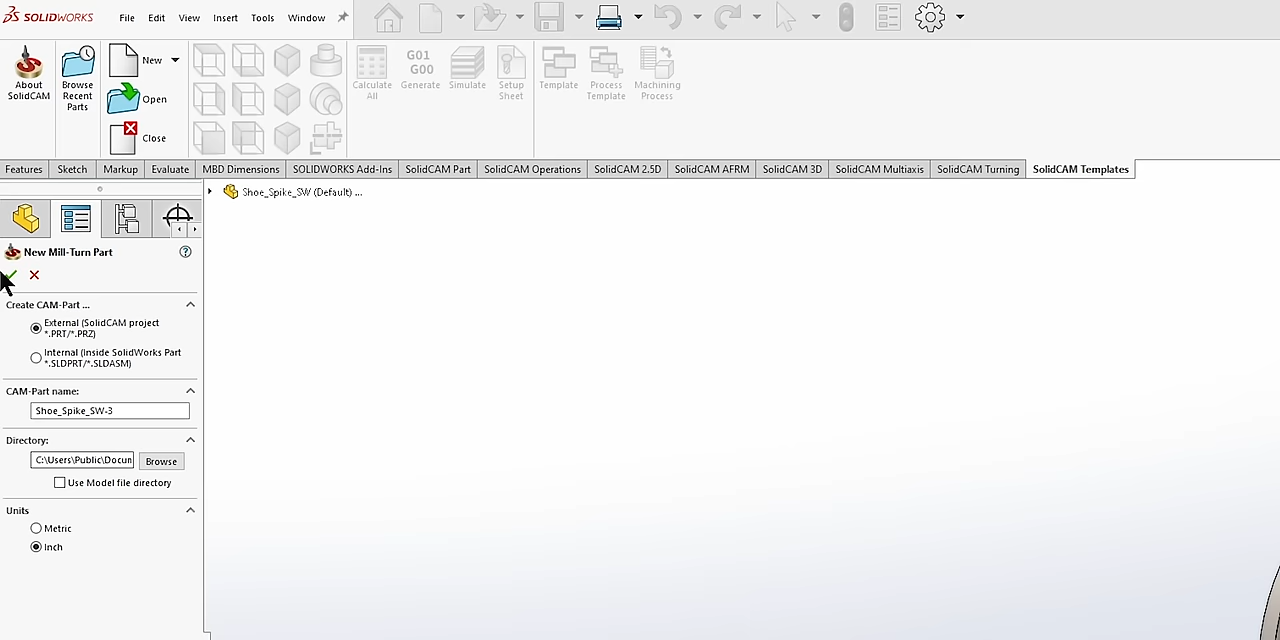 SOLIDWORKS File Edit View Insert Tools Window
About SolidCAM
Browse Recent Parts
New
Open
Close
Calculate All
G01 G00
Generate
Simulate
Setup Sheet
Template
Process Template
Machining Process
Features Sketch Markup Evaluate MBD Dimensions SOLIDWORKS Add-Ins SolidCAM Part SolidCAM Operations SolidCAM 2.5D SolidCAM AFRM SolidCAM 3D SolidCAM Multiaxis SolidCAM Turning SolidCAM Templates
Shoe_Spike_SW (Default) ...
New Mill-Turn Part
Create CAM-Part ...
External (SolidCAM project
*.PRT/*.PRZ)
Internal (Inside SolidWorks Part
*.SLDPRT/*.SLDASM)
CAM-Part name:
Shoe_Spike_SW-3
Directory:
C:\Users\Public\Docun Browse
Use Model file directory
Units
Metric
Inch